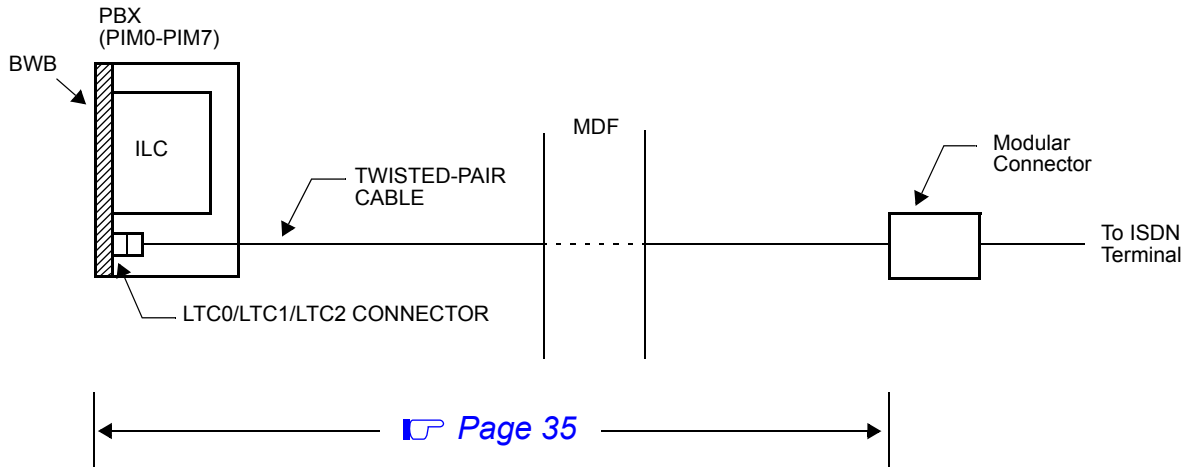 PBX
(PIM0-PIM7)
BWB
ILC
MDF
TWISTED-PAIR
CABLE
Modular
Connector
To ISDN
Terminal
LTC0/LTC1/LTC2 CONNECTOR
Page 35